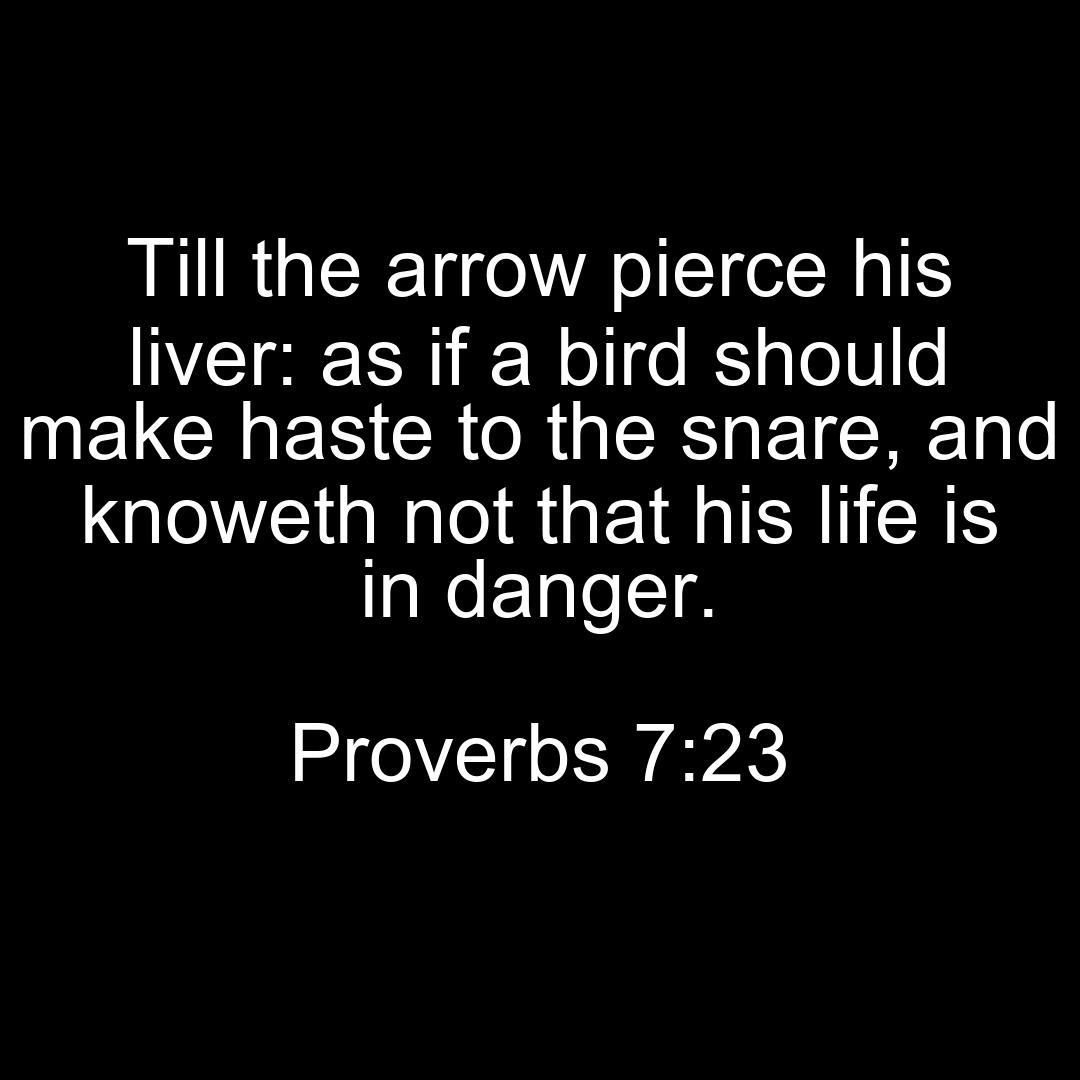 Till the arrow pierce his
liver: as if a bird should
make haste to the snare, and
knoweth not that his life is
in danger.
Proverbs 7:23